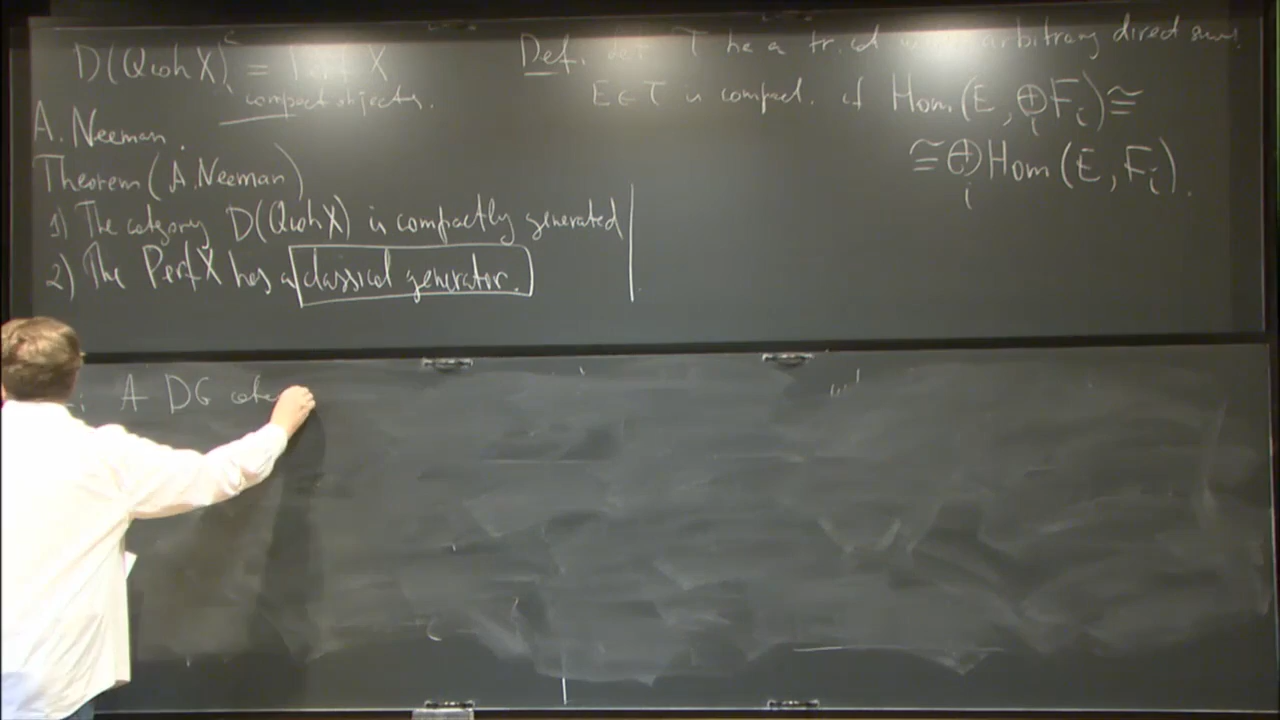 D(Qcoh X)^c = Perf X
compact objects.
A. Neeman.
Theorem (A. Neeman)
1) The category D(Qcoh X) is compactly generated
2) The Perf X has a classical generator.
Def. Let T be a tr. cat with arbitrary direct sums.
E ∈ T is compact. if Hom(E, ⊕_i F_i) ≅
≅ ⊕_i Hom(E, F_i).
A DG